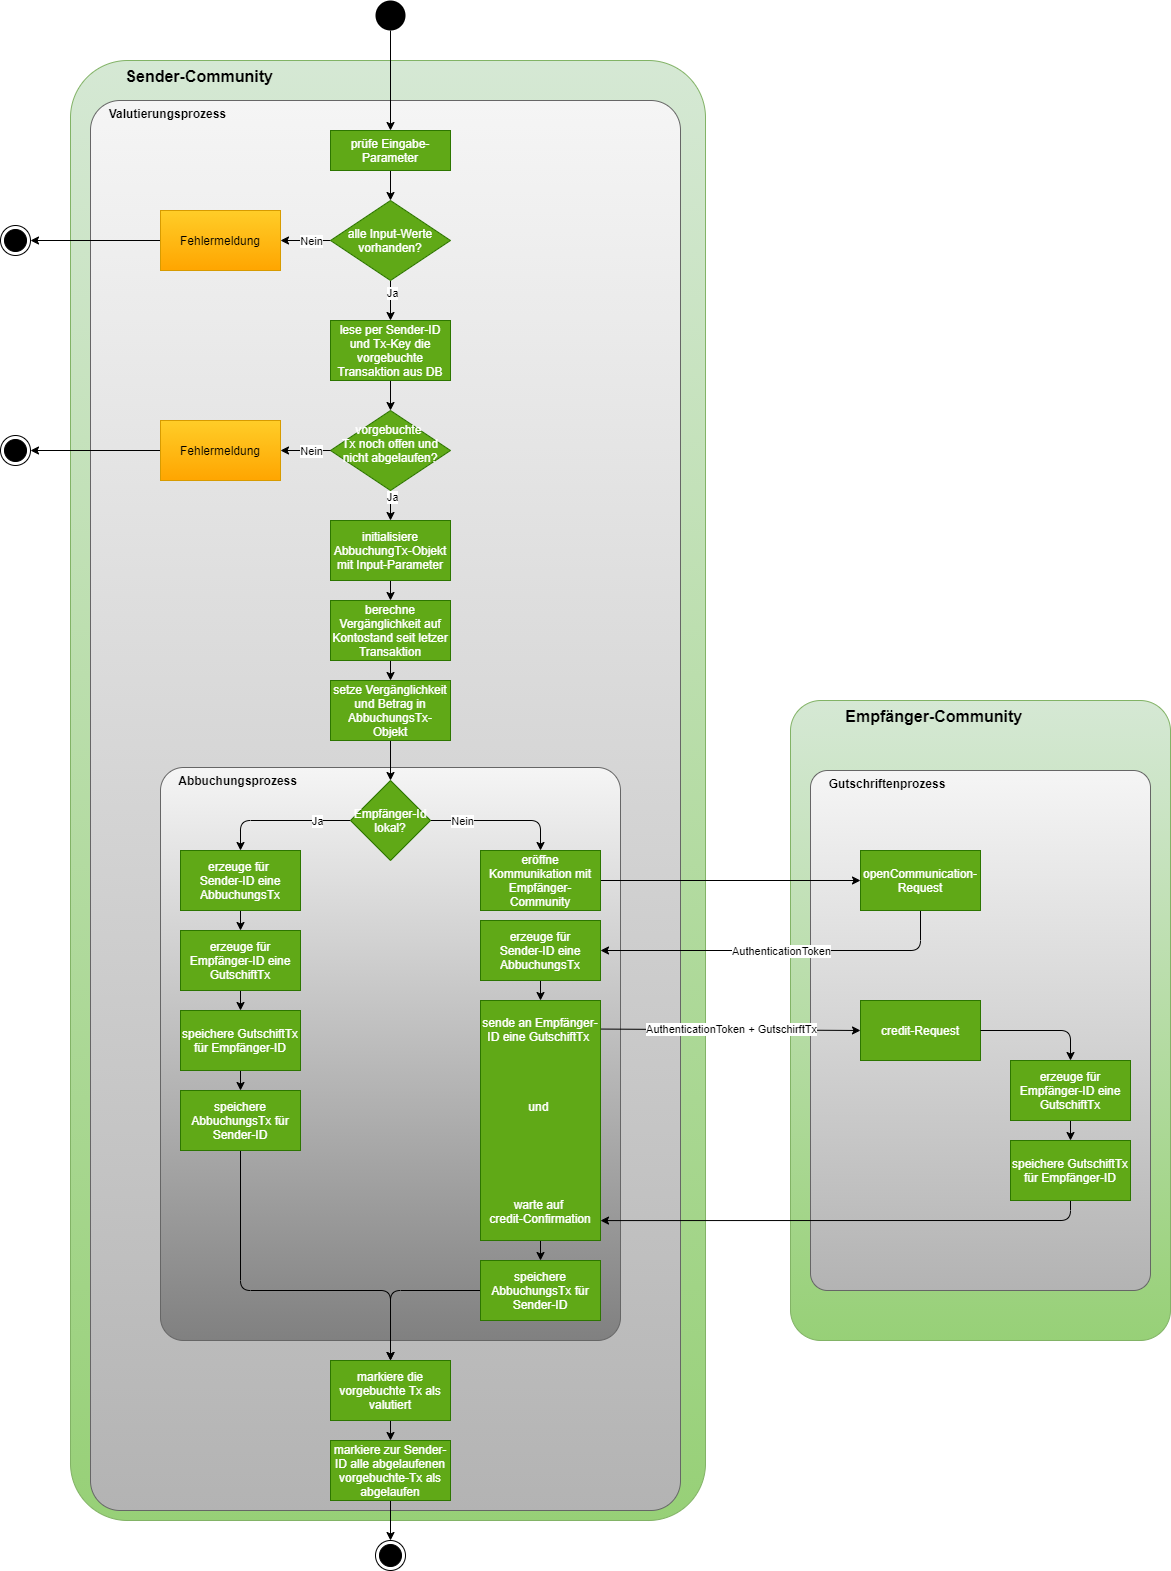 Sender-Community
Valutierungsprozess
prüfe Eingabe-
Parameter
alle Input-Werte
vorhanden?
Nein
Fehlermeldung
Ja
lese per Sender-ID
und Tx-Key die
vorgebuchte
Transaktion aus DB
vorgebuchte
Tx noch offen und
nicht abgelaufen?
Nein
Fehlermeldung
Ja
initialisiere
AbbuchungTx-Objekt
mit Input-Parameter
berechne
Vergänglichkeit auf
Kontostand seit letzer
Transaktion
setze Vergänglichkeit
und Betrag in
AbbuchungsTx-
Objekt
Abbuchungsprozess
Empfänger-Id
lokal?
Ja
Nein
erzeuge für
Sender-ID eine
AbbuchungsTx
erzeuge für
Empfänger-ID eine
GutschiftTx
speichere GutschiftTx
für Empfänger-ID
speichere
AbbuchungsTx für
Sender-ID
eröffne
Kommunikation mit
Empfänger-
Community
erzeuge für
Sender-ID eine
AbbuchungsTx
sende an Empfänger-
ID eine GutschiftTx
und
warte auf
credit-Confirmation
speichere
AbbuchungsTx für
Sender-ID
Empfänger-Community
Gutschriftenprozess
openCommunication-
Request
AuthenticationToken
AuthenticationToken + GutschirftTx
credit-Request
erzeuge für
Empfänger-ID eine
GutschiftTx
speichere GutschiftTx
für Empfänger-ID
markiere die
vorgebuchte Tx als
valutiert
markiere zur Sender-
ID alle abgelaufenen
vorgebuchte-Tx als
abgelaufen